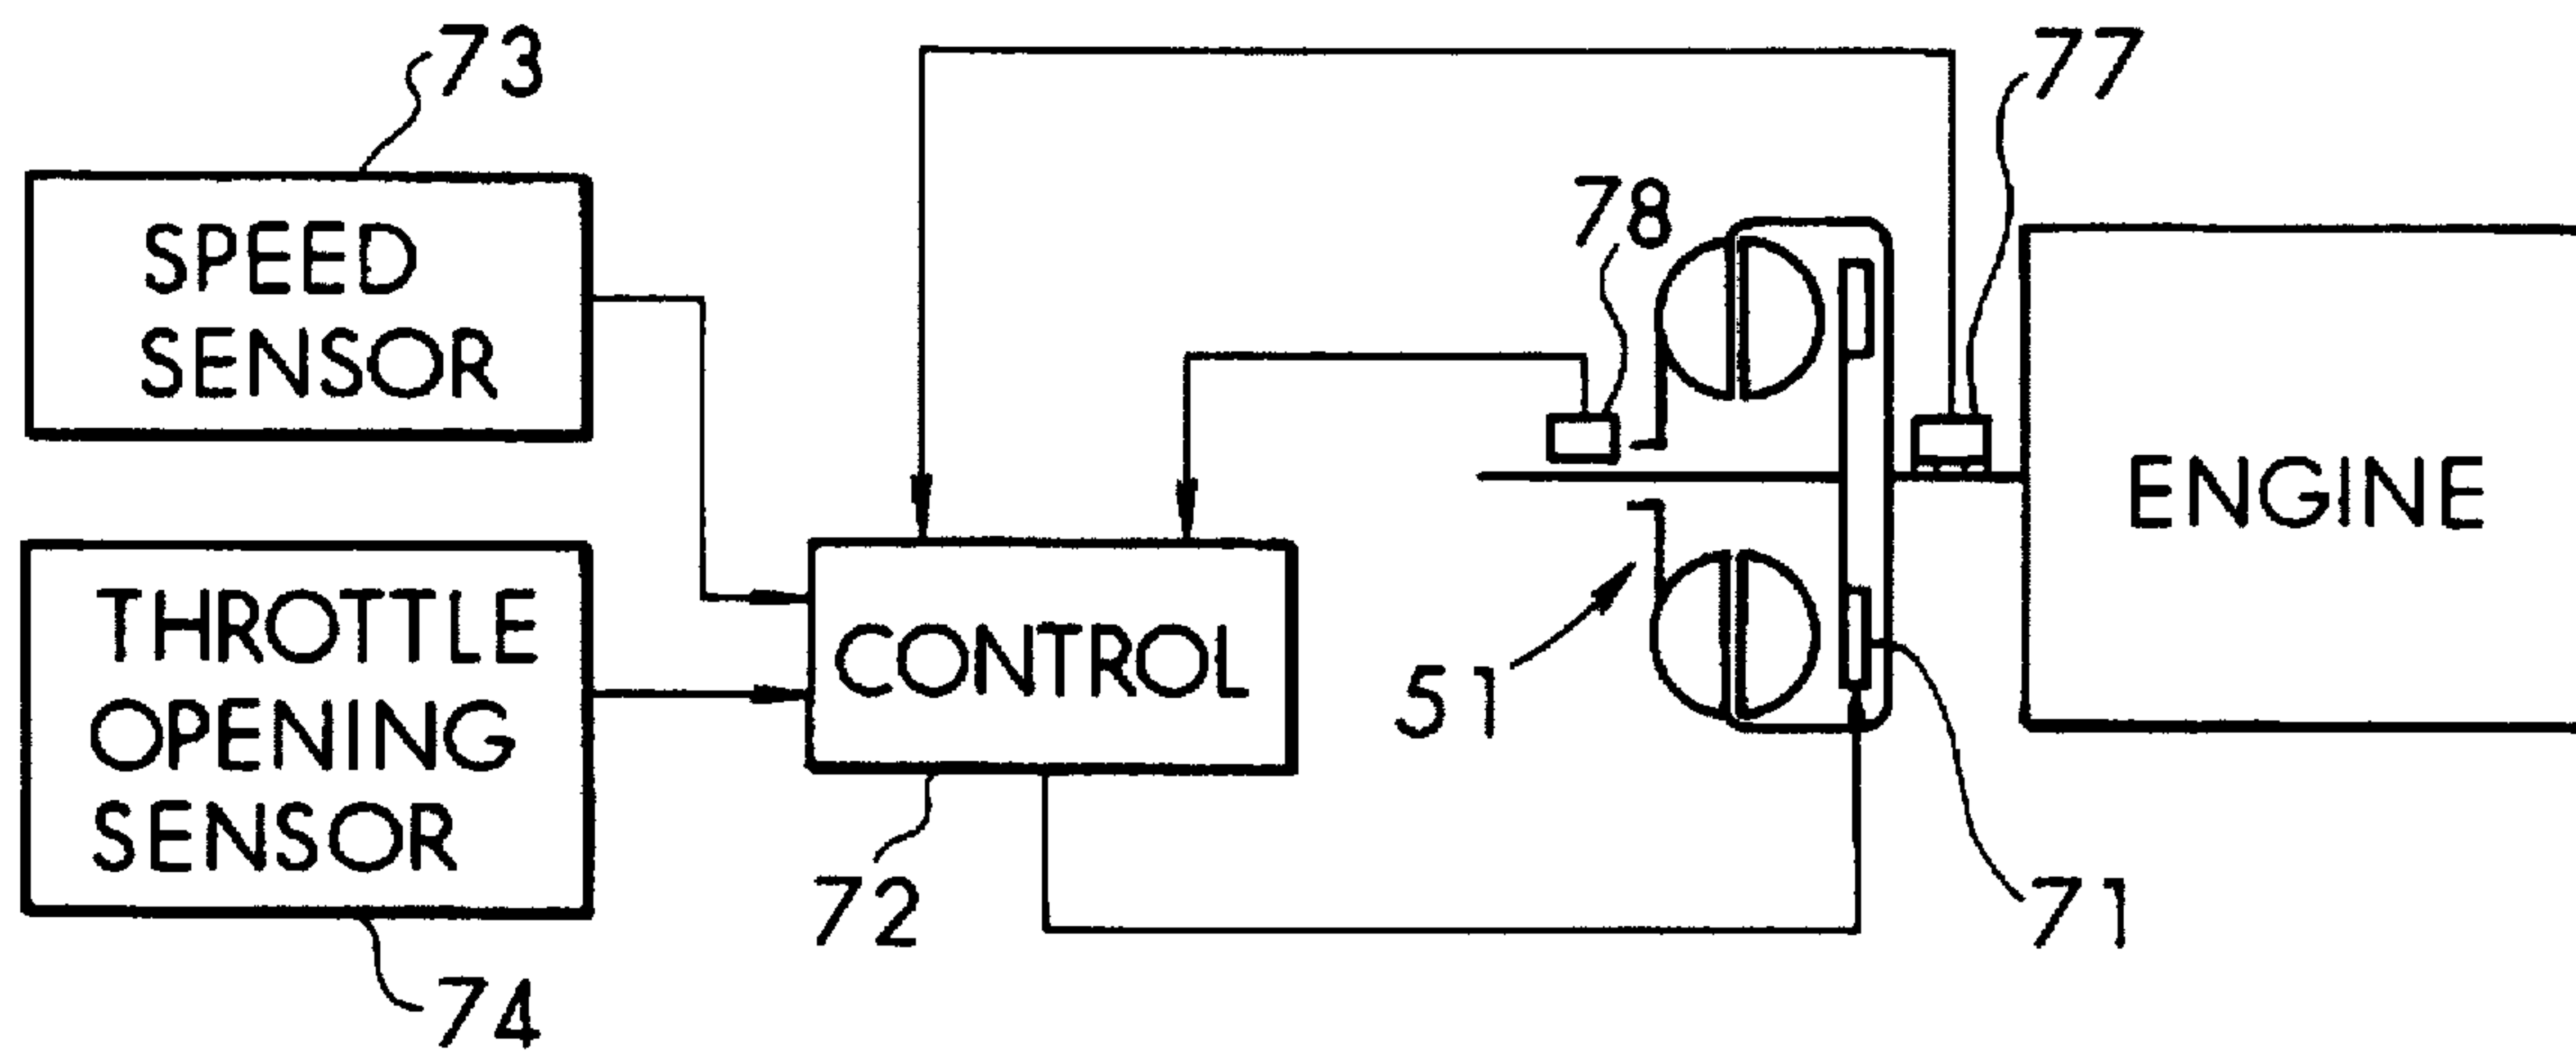 73
77
SPEED
SENSOR
78
ENGINE
THROTTLE
OPENING
SENSOR
CONTROL
51
72
71
74